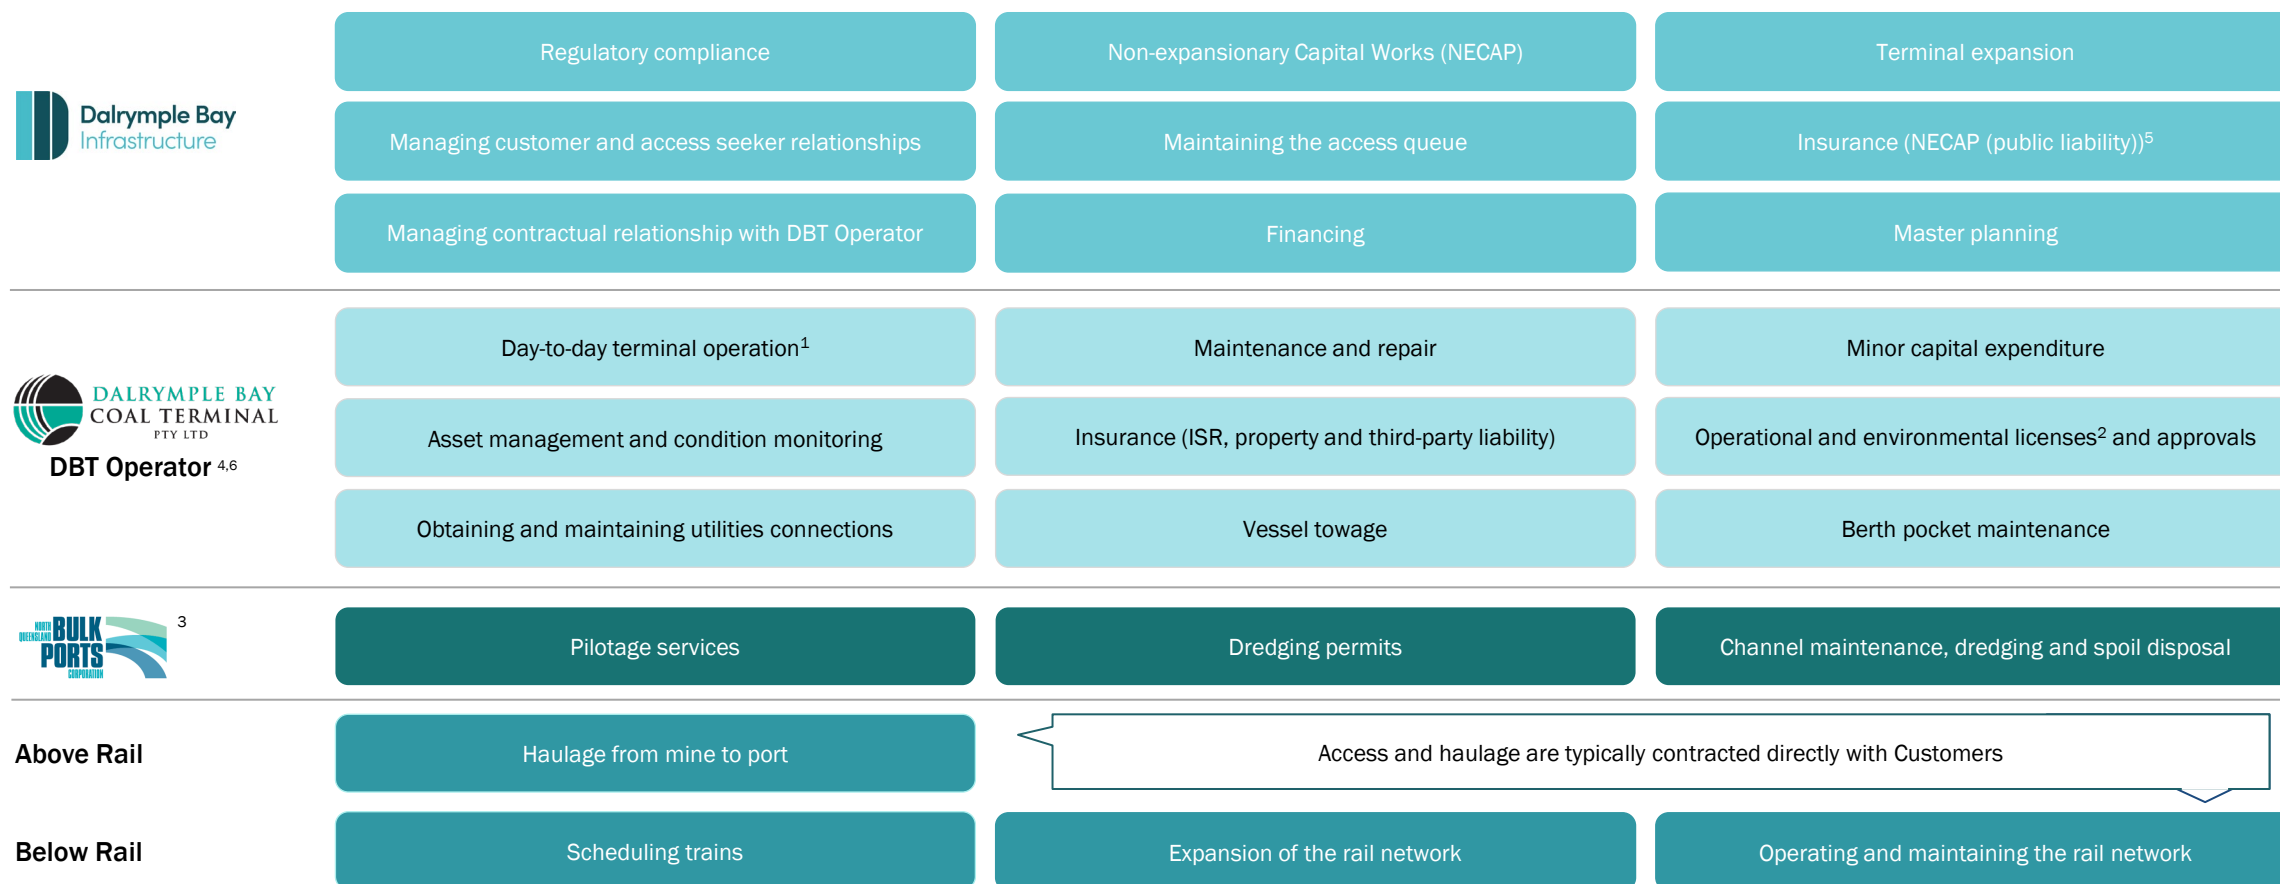 Regulatory compliance
Non-expansionary Capital Works (NECAP)
Terminal expansion
Dalrymple Bay
Infrastructure
Managing customer and access seeker relationships
Maintaining the access queue
Insurance (NECAP (public liability))⁵
Managing contractual relationship with DBT Operator
Financing
Master planning
Day-to-day terminal operation¹
Maintenance and repair
Minor capital expenditure
DALRYMPLE BAY
COAL TERMINAL
PTY LTD
DBT Operator ⁴,⁶
Asset management and condition monitoring
Insurance (ISR, property and third-party liability)
Operational and environmental licenses² and approvals
Obtaining and maintaining utilities connections
Vessel towage
Berth pocket maintenance
NORTH
QUEENSLAND
BULK
PORTS
CORPORATION
3
Pilotage services
Dredging permits
Channel maintenance, dredging and spoil disposal
Above Rail
Haulage from mine to port
Access and haulage are typically contracted directly with Customers
Below Rail
Scheduling trains
Expansion of the rail network
Operating and maintaining the rail network